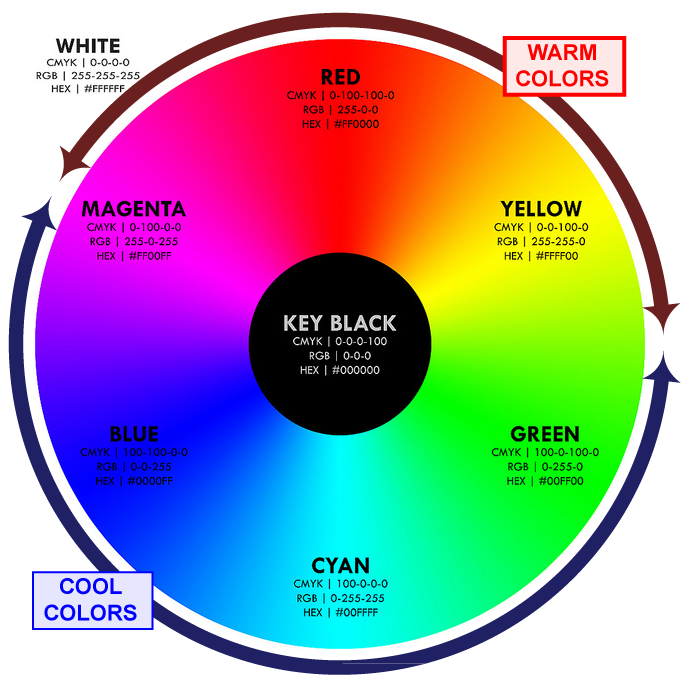 WHITE
CMYK | 0-0-0-0
RGB | 255-255-255
HEX | #FFFFFF
WARM
COLORS
RED
CMYK | 0-100-100-0
RGB | 255-0-0
HEX | #FF0000
MAGENTA
CMYK | 0-100-0-0
RGB | 255-0-255
HEX | #FF00FF
YELLOW
CMYK | 0-0-100-0
RGB | 255-255-0
HEX | #FFFF00
KEY BLACK
CMYK | 0-0-0-100
RGB | 0-0-0
HEX | #000000
BLUE
CMYK | 100-100-0-0
RGB | 0-0-255
HEX | #0000FF
GREEN
CMYK | 100-0-100-0
RGB | 0-255-0
HEX | #00FF00
CYAN
CMYK | 100-0-0-0
RGB | 0-255-255
HEX | #00FFFF
COOL
COLORS